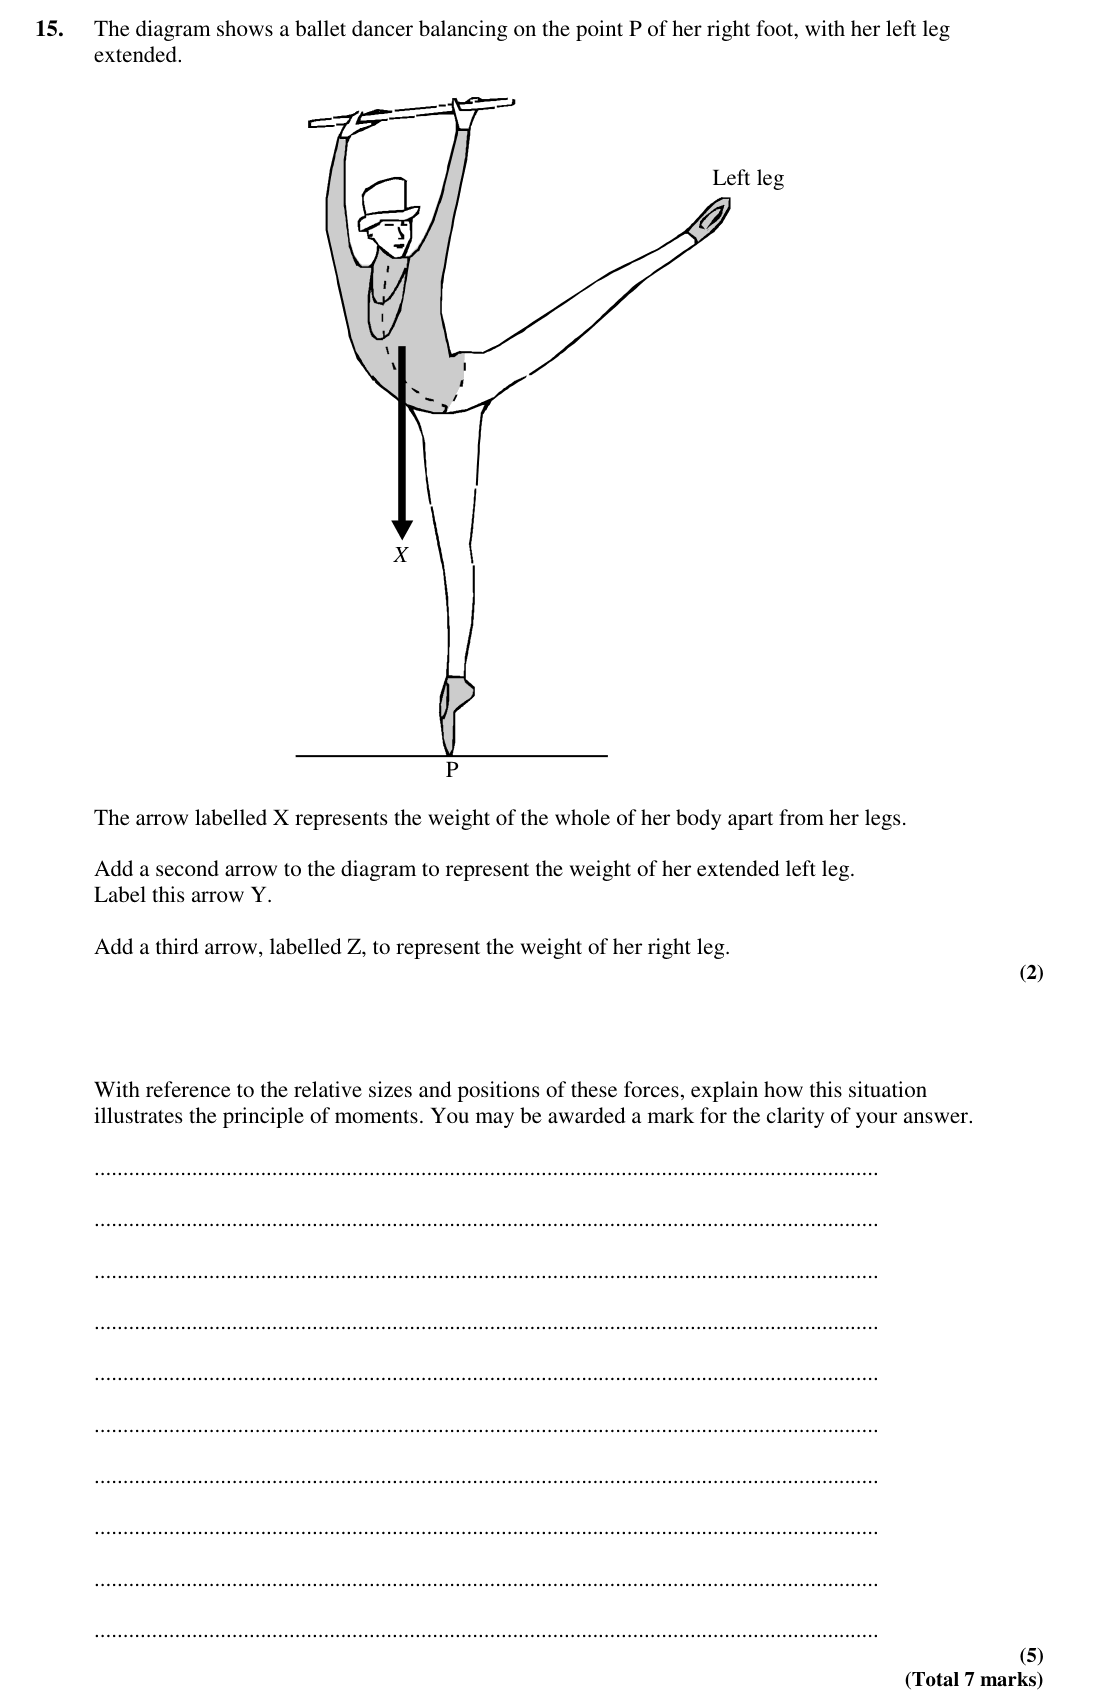 15. The diagram shows a ballet dancer balancing on the point P of her right foot, with her left leg
extended.
Left leg
X
P
The arrow labelled X represents the weight of the whole of her body apart from her legs.
Add a second arrow to the diagram to represent the weight of her extended left leg.
Label this arrow Y.
Add a third arrow, labelled Z, to represent the weight of her right leg.
(2)
With reference to the relative sizes and positions of these forces, explain how this situation
illustrates the principle of moments. You may be awarded a mark for the clarity of your answer.
(5)
(Total 7 marks)